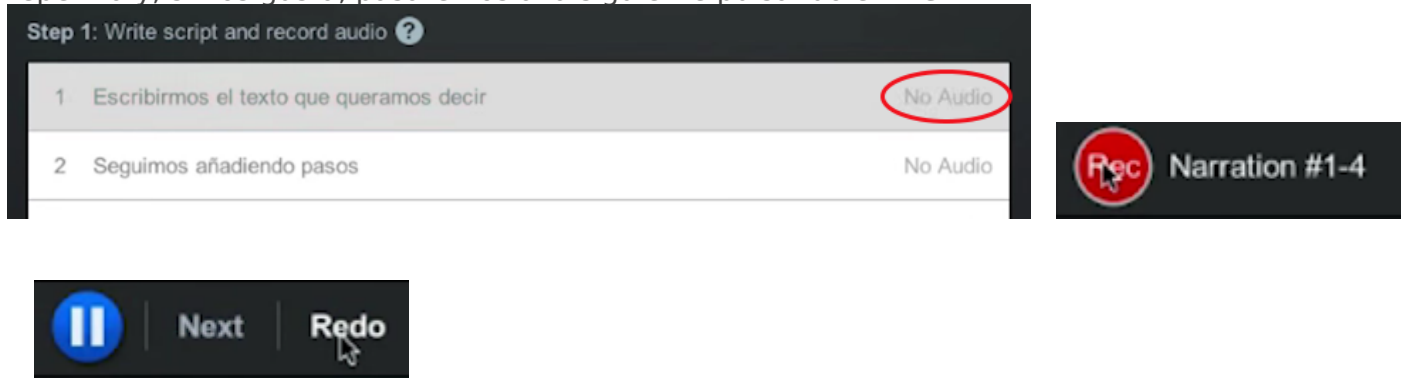 Step 1: Write script and record audio ?
1 Escribirmos el texto que queramos decir No Audio
2 Seguimos añadiendo pasos No Audio
Rec Narration #1-4
Next Redo